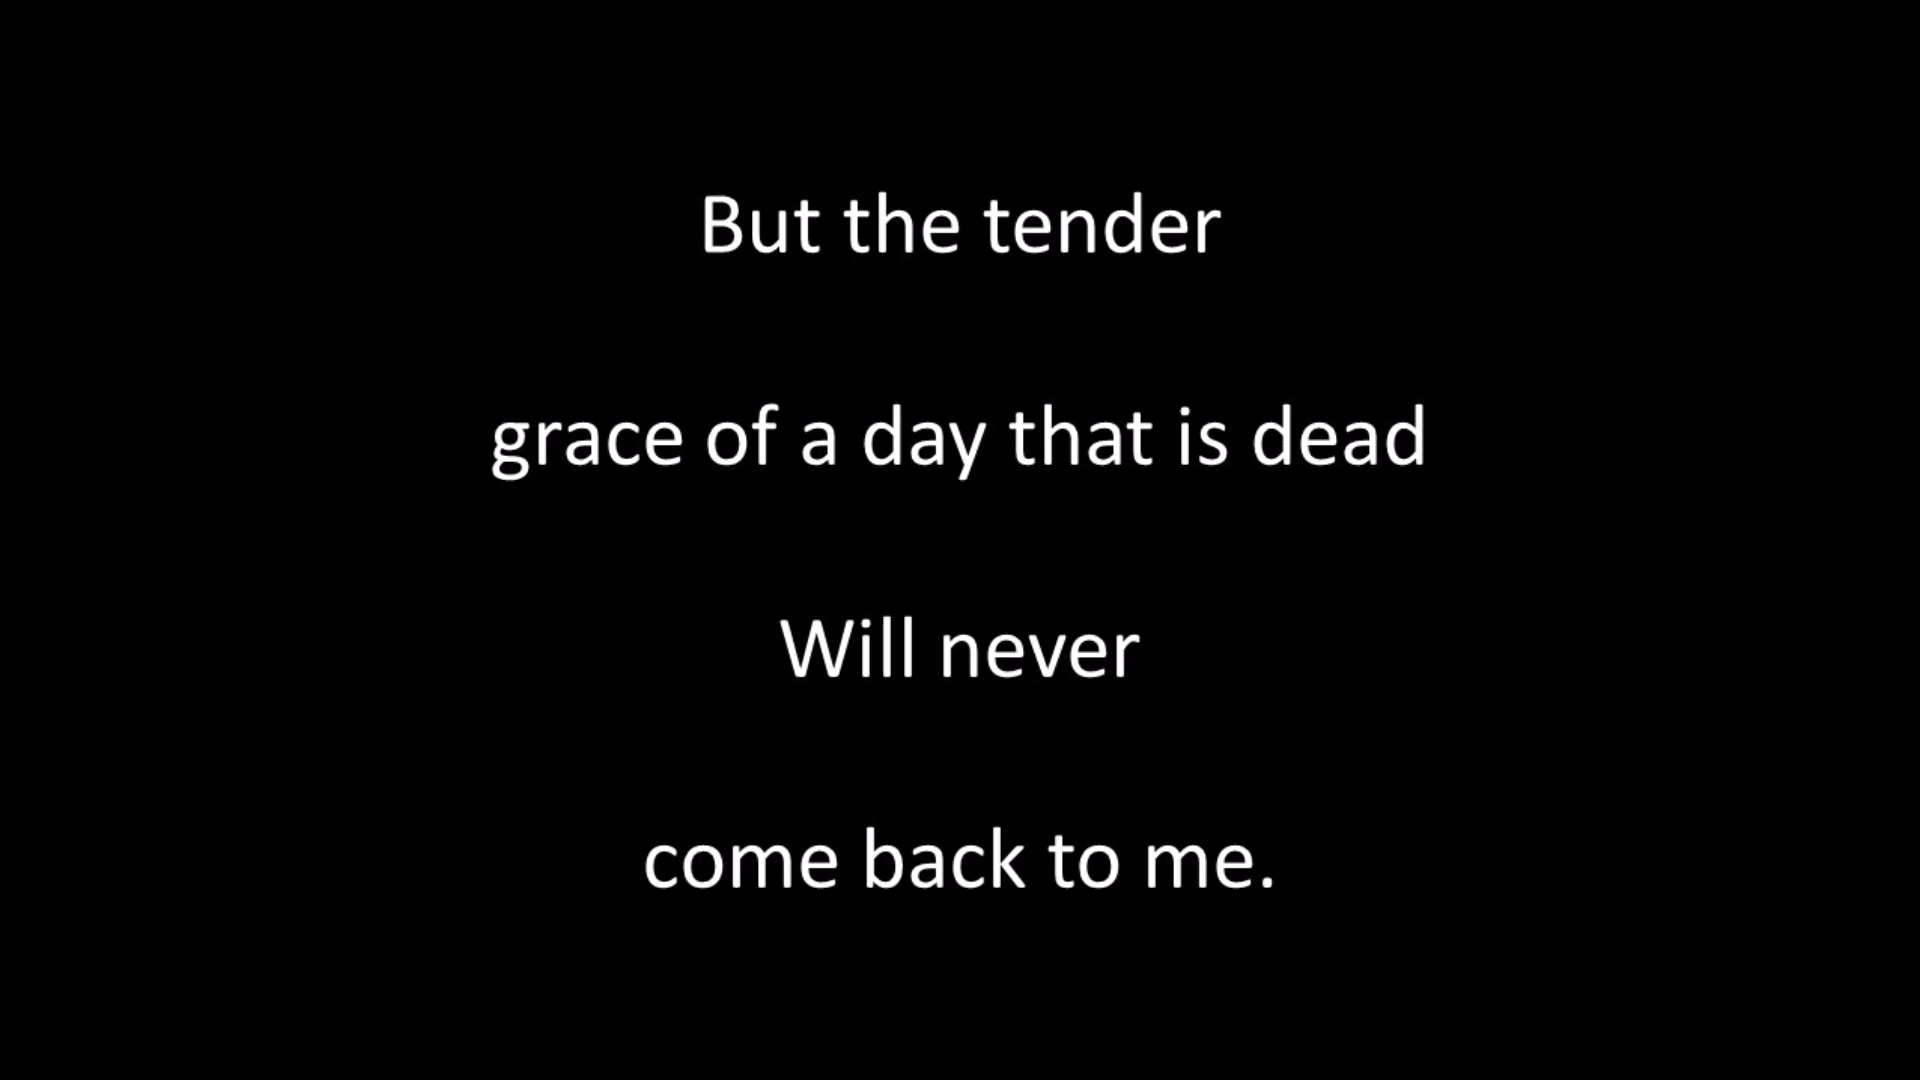 But the tender
grace of a day that is dead
Will never
come back to me.